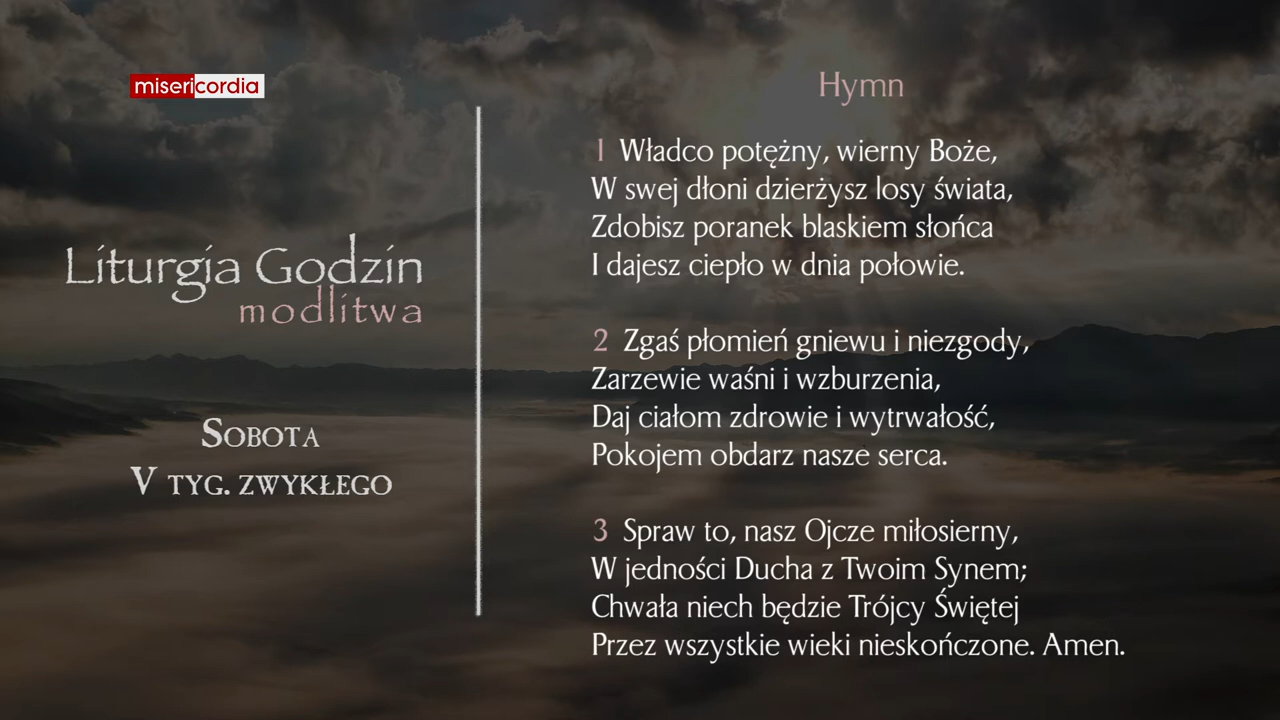 misericordia
Liturgia Godzin
modlitwa
Sobota
V tyg. zwykłego
Hymn
1 Władco potężny, wierny Boże,
W swej dłoni dzierżysz losy świata,
Zdobisz poranek blaskiem słońca
I dajesz ciepło w dnia połowie.
2 Zgaś płomień gniewu i niezgody,
Zarzewie waśni i wzburzenia,
Daj ciałom zdrowie i wytrwałość,
Pokojem obdarz nasze serca.
3 Spraw to, nasz Ojcze miłosierny,
W jedności Ducha z Twoim Synem;
Chwała niech będzie Trójcy Świętej
Przez wszystkie wieki nieskończone. Amen.